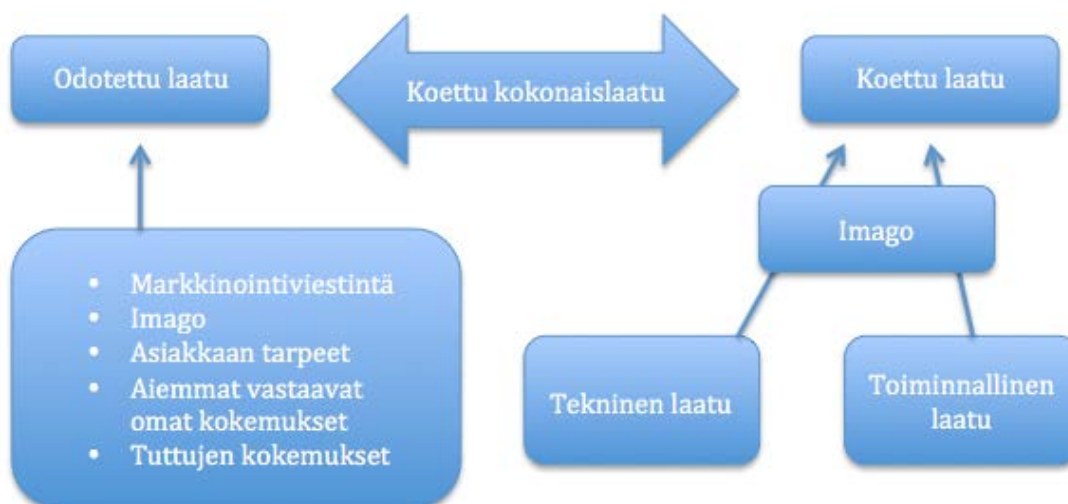 Odotettu laatu
Koettu kokonaislaatu
Koettu laatu
Imago
• Markkinointiviestintä
• Imago
• Asiakkaan tarpeet
• Aiemmat vastaavat
omat kokemukset
• Tuttujen kokemukset
Tekninen laatu
Toiminnallinen
laatu